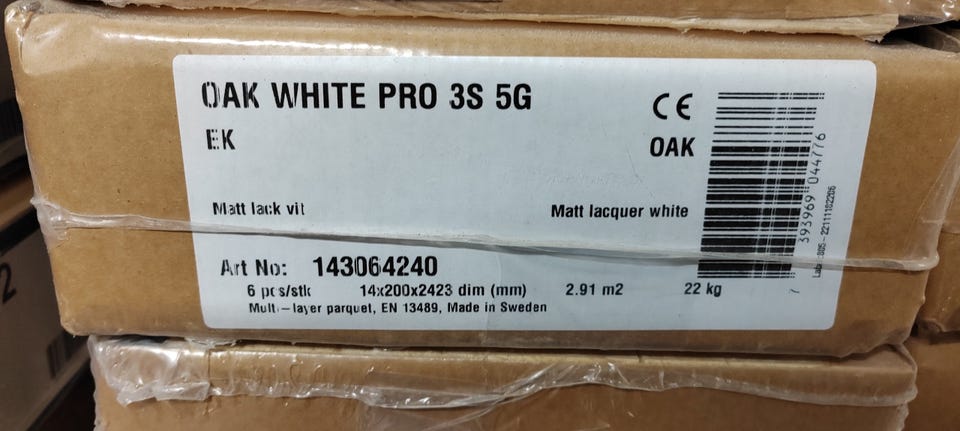 OAK WHITE PRO 3S 5G
CE
EK
OAK
Matt lack vit
Matt lacquer white
Art No: 143064240
6 pcs/stk 14x200x2423 dim (mm) 2.91 m2 22 kg
Multi-layer parquet, EN 13489, Made in Sweden
7 393969 044776
2